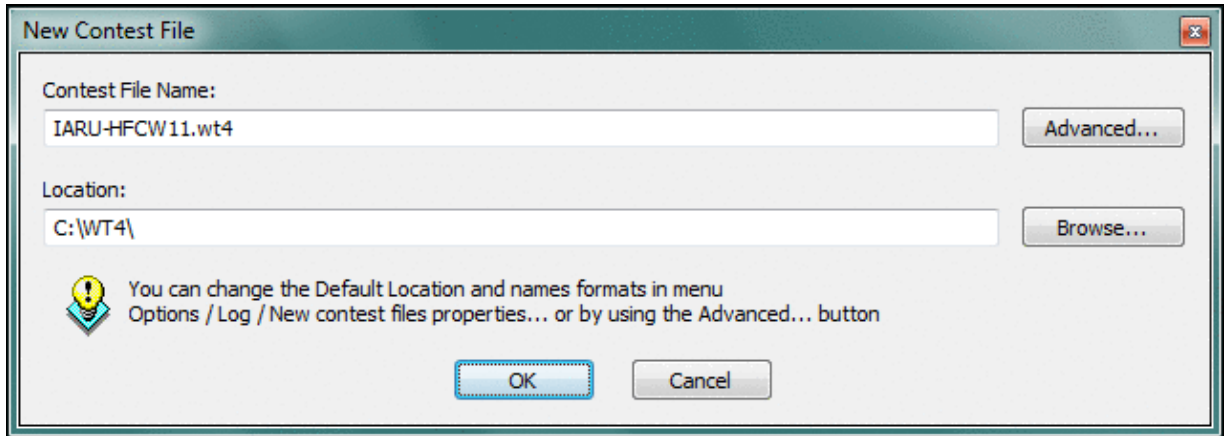 New Contest File
Contest File Name:
IARU-HFCW11.wt4
Advanced...
Location:
C:\WT4\
Browse...
You can change the Default Location and names formats in menu
Options / Log / New contest files properties... or by using the Advanced... button
OK
Cancel